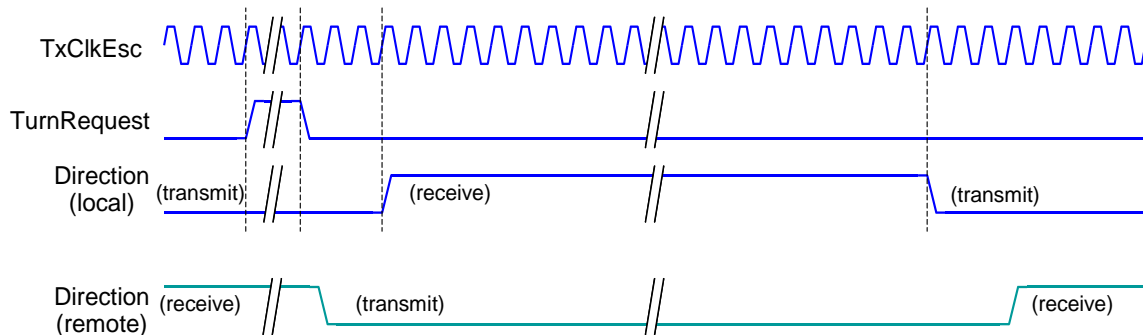 TxClkEsc
TurnRequest
Direction
(local)
(transmit)
(receive)
(transmit)
Direction
(remote)
(receive)
(transmit)
(receive)